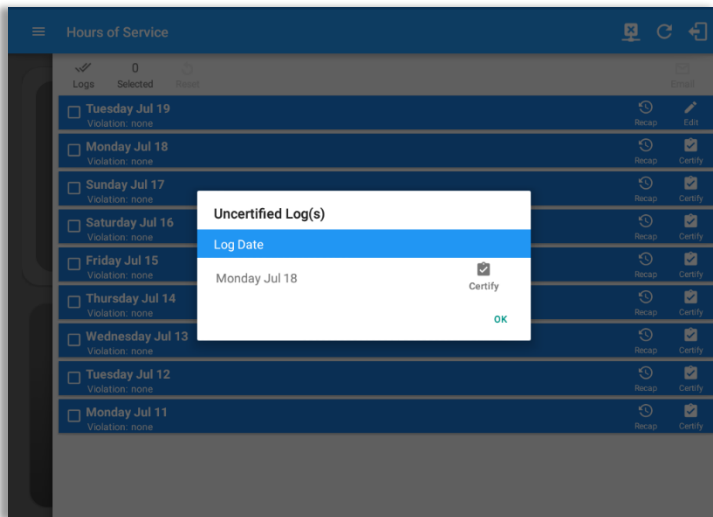 Hours of Service
0
Logs Selected Reset Email
Tuesday Jul 19
Violation: none
Recap Edit
Monday Jul 18
Violation: none
Recap Certify
Sunday Jul 17
Violation: none
Recap Certify
Saturday Jul 16
Violation: none
Recap Certify
Friday Jul 15
Violation: none
Recap Certify
Thursday Jul 14
Violation: none
Recap Certify
Wednesday Jul 13
Violation: none
Recap Certify
Tuesday Jul 12
Violation: none
Recap Certify
Monday Jul 11
Violation: none
Recap Certify
Uncertified Log(s)
Log Date
Monday Jul 18
Certify
OK